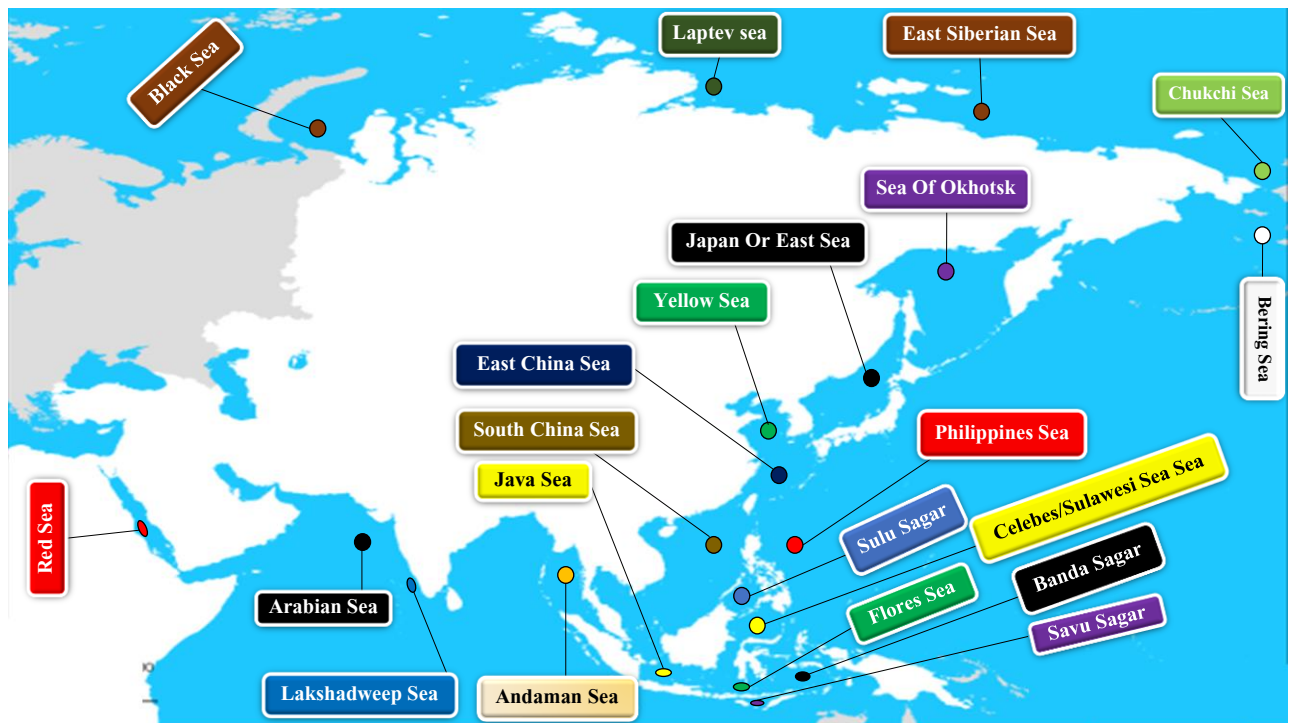 Laptev sea
East Siberian Sea
Black Sea
Chukchi Sea
Sea Of Okhotsk
Japan Or East Sea
Yellow Sea
Bering Sea
East China Sea
South China Sea
Philippines Sea
Java Sea
Celebes/Sulawesi Sea Sea
Red Sea
Sulu Sagar
Banda Sagar
Arabian Sea
Flores Sea
Savu Sagar
Lakshadweep Sea
Andaman Sea